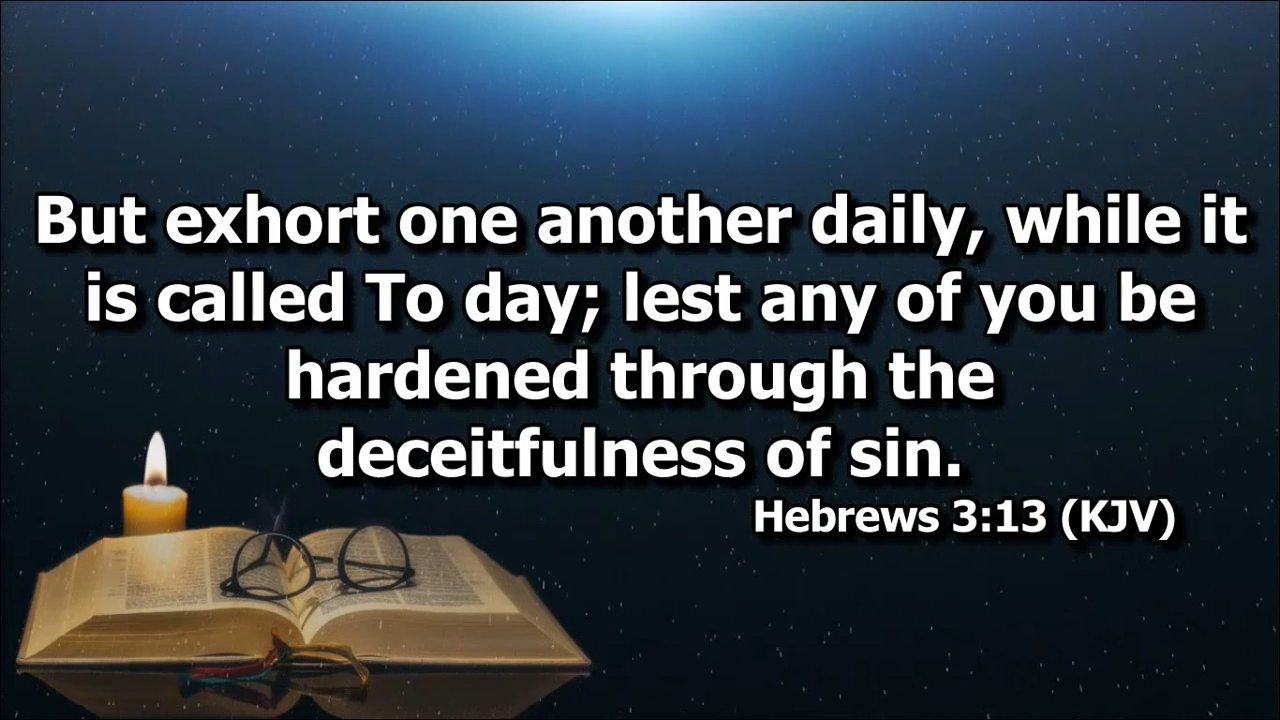 But exhort one another daily, while it
is called To day; lest any of you be
hardened through the
deceitfulness of sin.
Hebrews 3:13 (KJV)